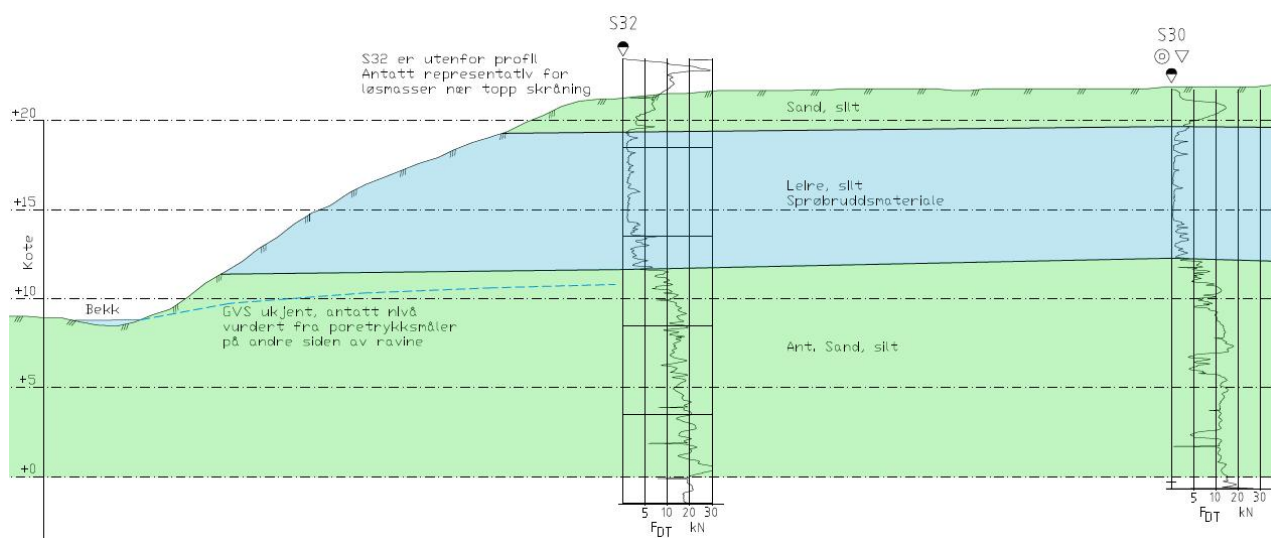 S32
S30
S32 er utenfor profil
Antatt representativ for
løsmasser nær topp skråning
Sand, silt
+20
Leire, silt
Sprøbruddsmateriale
+15
Kote
+10
Bekk
GVS ukjent, antatt nivå
vurdert fra poretrykksmåler
på andre siden av ravine
Ant. Sand, silt
+5
+0
5 10 20 30
FDT kN
5 10 20 30
FDT kN